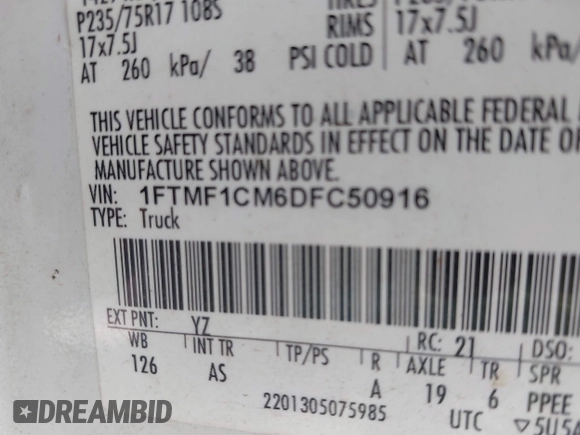 P235/75R17 108S
17x7.5J RIMS 17x7.5J
AT 260 kPa/ 38 PSI COLD AT 260 kPa/
THIS VEHICLE CONFORMS TO ALL APPLICABLE FEDERAL
VEHICLE SAFETY STANDARDS IN EFFECT ON THE DATE OF
MANUFACTURE SHOWN ABOVE.
VIN: 1FTMF1CM6DFC50916
TYPE: Truck
EXT PNT: YZ RC: 21 DSO:
WB INT TR TP/PS R AXLE TR SPR
126 AS A 19 6 PPEE
2201305075985 UTC ▽5U5A
DREAMBID